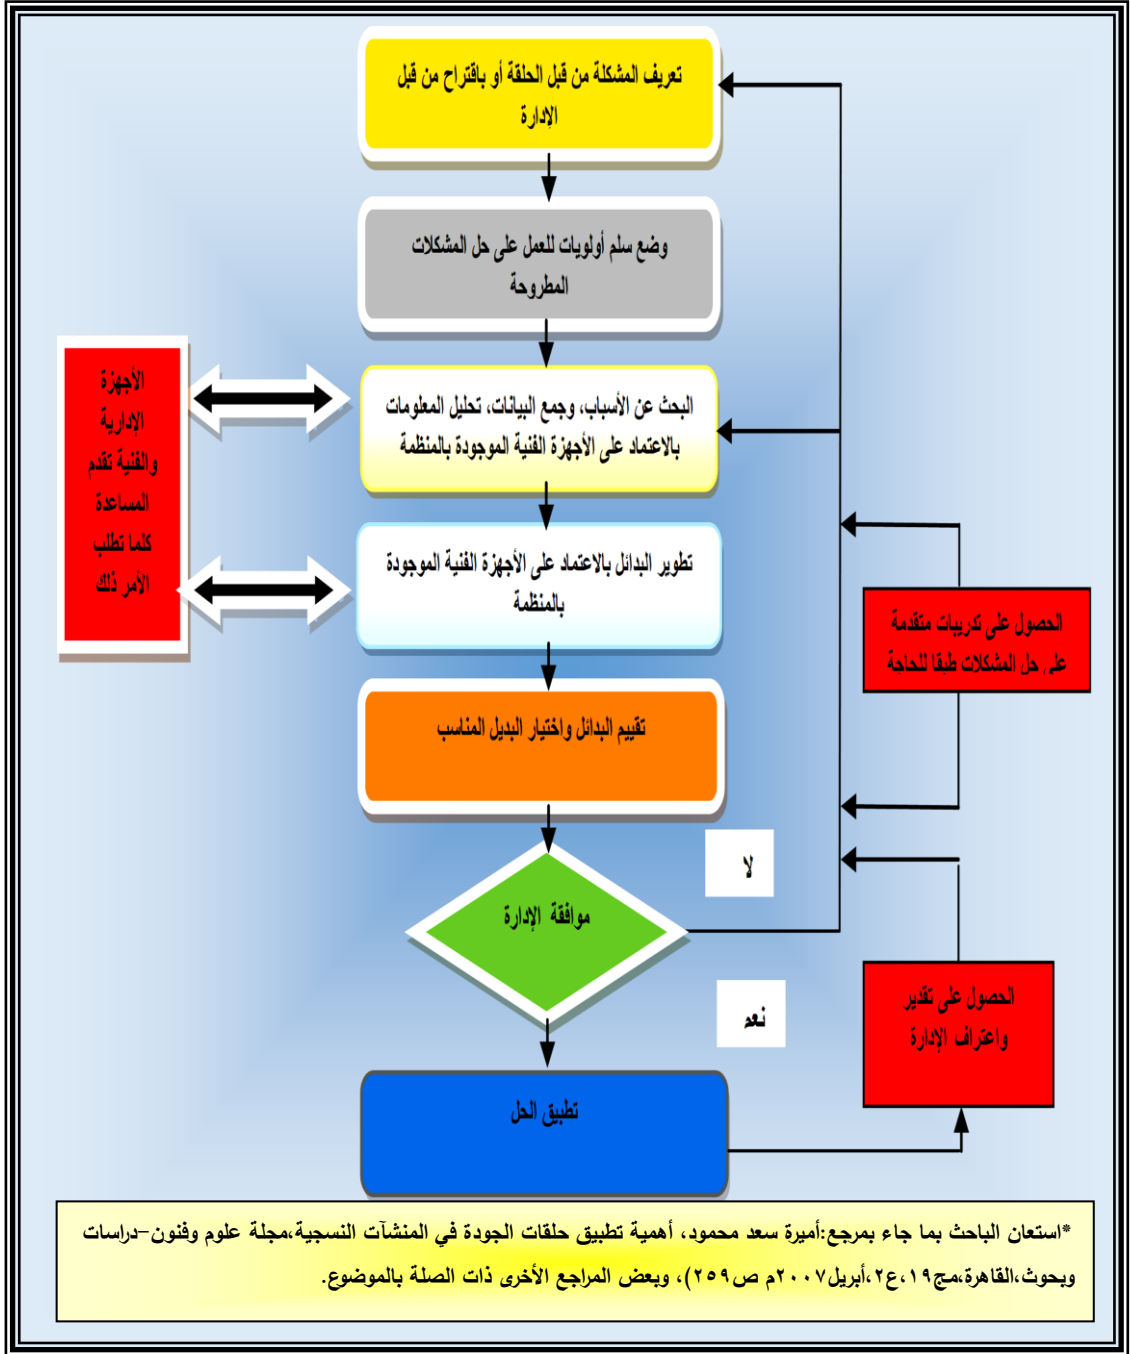 تعريف المشكلة من قبل الحلقة أو باقتراح من قبل
الإدارة
وضع سلم أولويات للعمل على حل المشكلات
المطروحة
البحث عن الأسباب، وجمع البيانات، تحليل المعلومات
بالاعتماد على الأجهزة الفنية الموجودة بالمنظمة
الأجهزة
الإدارية
والفنية تقدم
المساعدة
كلما تطلب
الأمر ذلك
تطوير البدائل بالاعتماد على الأجهزة الفنية الموجودة
بالمنظمة
الحصول على تدريبات متقدمة
على حل المشكلات طبقا للحاجة
تقييم البدائل واختيار البديل المناسب
لا
موافقة الإدارة
نعم
الحصول على تقدير
واعتراف الإدارة
تطبيق الحل
*استعان الباحث بما جاء بمرجع:أميرة سعد محمود، أهمية تطبيق حلقات الجودة في المنشآت النسجية،مجلة علوم وفنون–دراسات
وبحوث،القاهرة،مج١٩،ع٢،أبريل٢٠٠٧م ص٢٥٩)، وبعض المراجع الأخرى ذات الصلة بالموضوع.